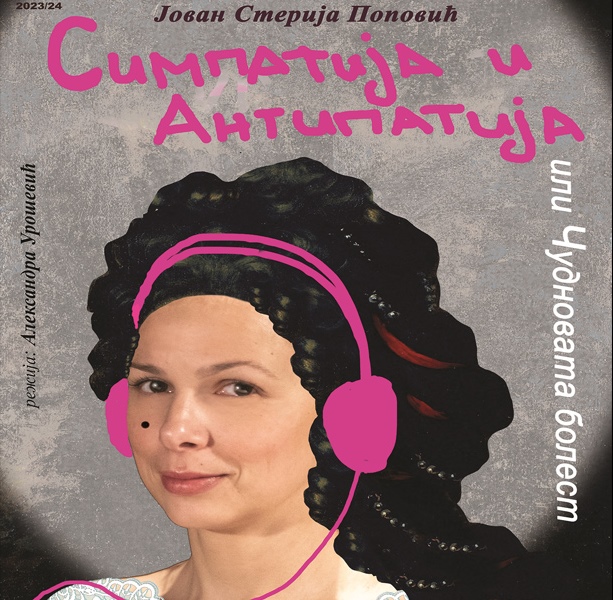 2023/24
Јован Стерија Поповић
Симпатија и
Антипатија
или Чудновата болест
режија: Александра Урошевић